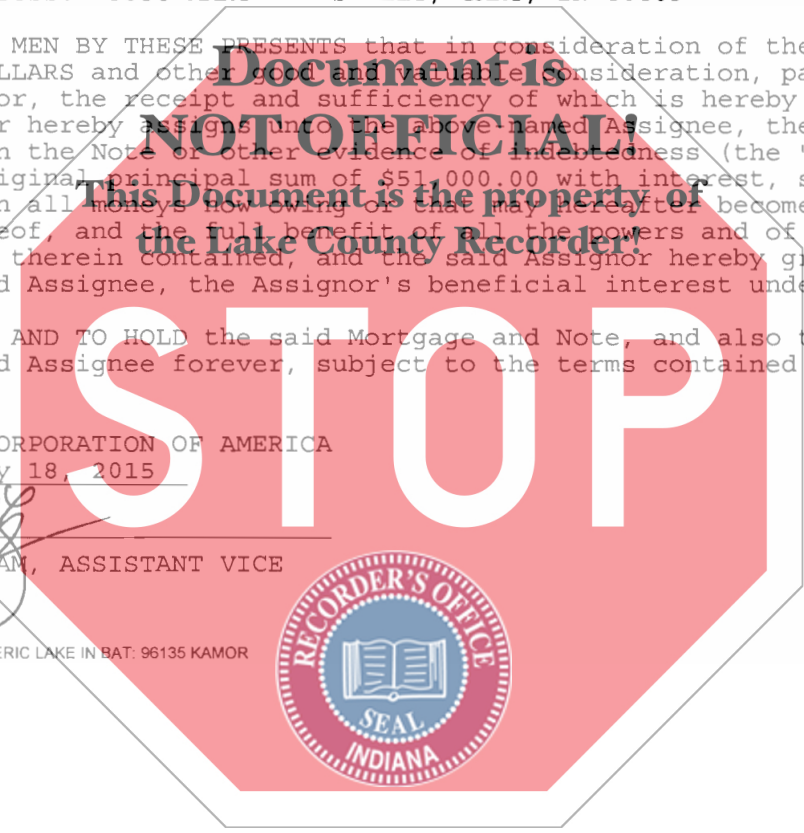 MEN BY THESE PRESENTS that in consideration of the
LLARS and other good and valuable consideration, pa
or, the receipt and sufficiency of which is hereby
r hereby assigns unto the above-named Assignee, the
n the Note or other evidence of indebtedness (the "
iginal principal sum of $51,000.00 with interest, s
n all moneys now owing or that may hereafter become
eof, and the full benefit of all the powers and of
therein contained, and the said Assignor hereby gr
d Assignee, the Assignor's beneficial interest unde
AND TO HOLD the said Mortgage and Note, and also t
d Assignee forever, subject to the terms contained
ORPORATION OF AMERICA
y 18, 2015
AM, ASSISTANT VICE
ERIC LAKE IN BAT: 96135 KAMOR
Document is
NOT OFFICIAL!
This Document is the property of
the Lake County Recorder!
STOP
RECORDER'S OFFICE
SEAL
INDIANA